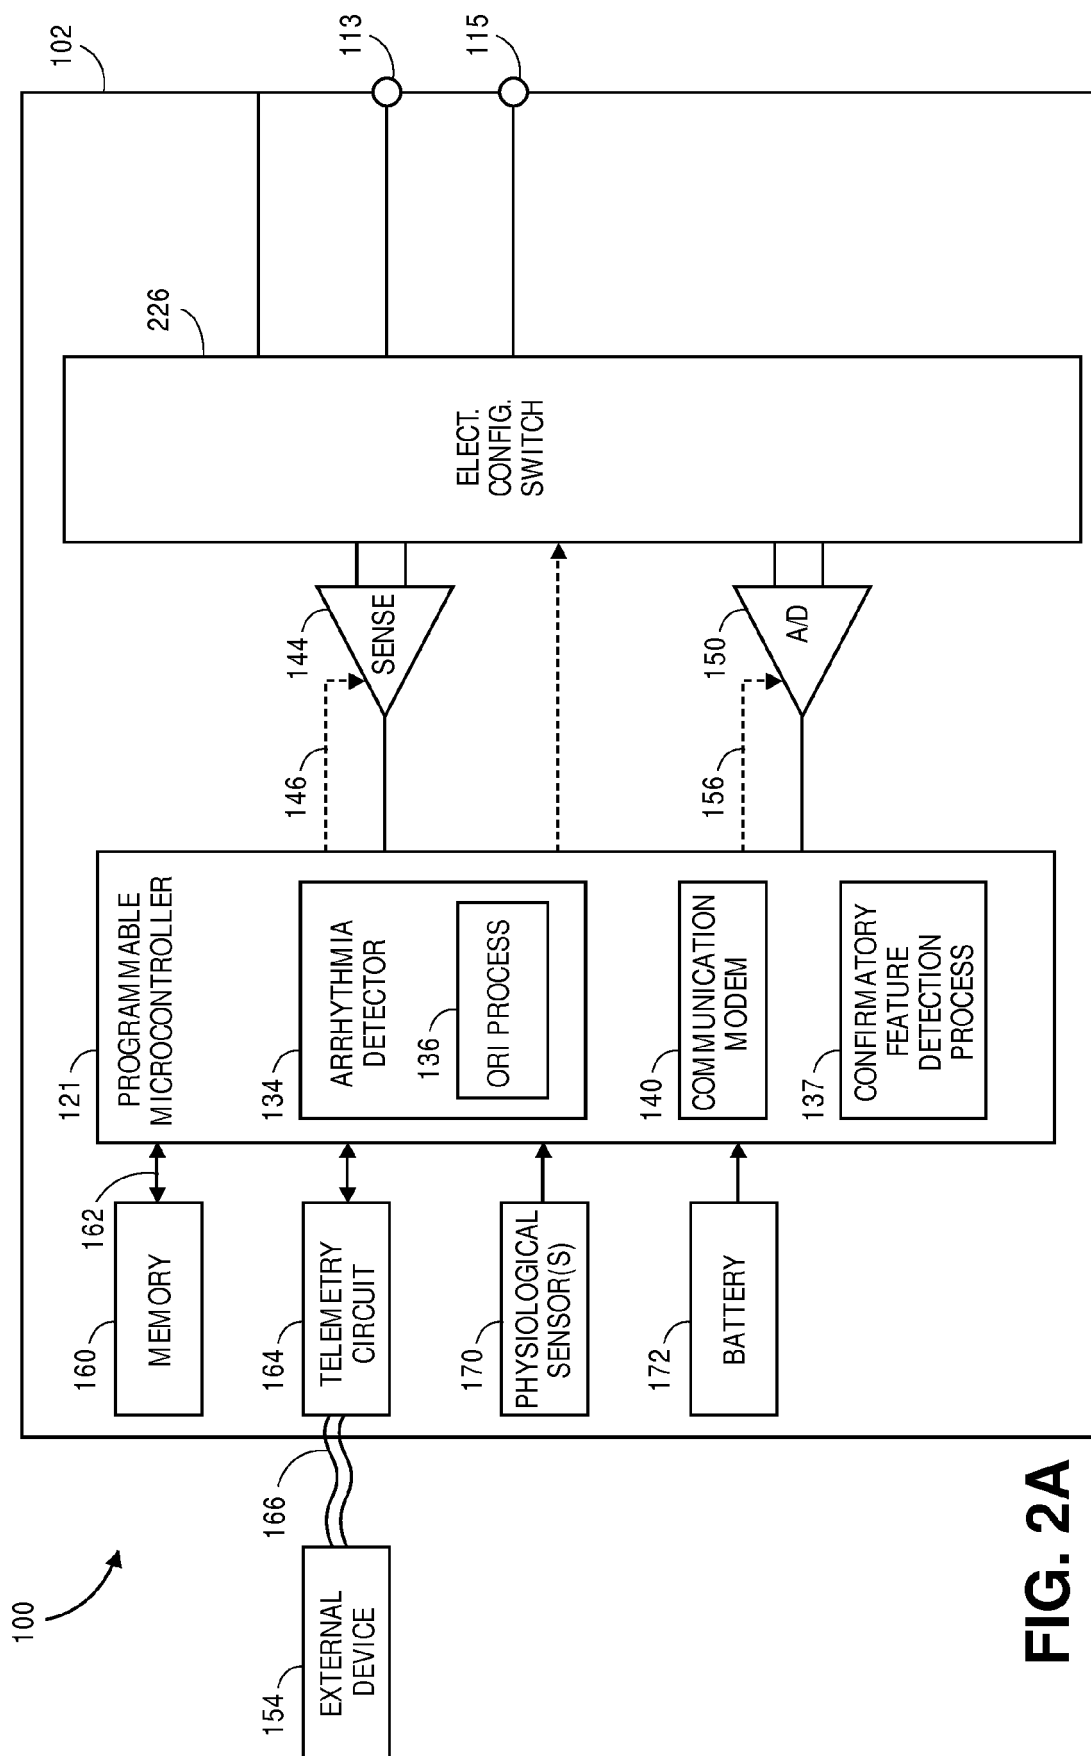 100
102
154
EXTERNAL
DEVICE
166
160
MEMORY
162
164
TELEMETRY
CIRCUIT
170
PHYSIOLOGICAL
SENSOR(S)
172
BATTERY
121
PROGRAMMABLE
MICROCONTROLLER
134
ARRHYTHMIA
DETECTOR
136
ORI PROCESS
140
COMMUNICATION
MODEM
137
CONFIRMATORY
FEATURE
DETECTION
PROCESS
146
144
SENSE
156
150
A/D
226
ELECT.
CONFIG.
SWITCH
113
115
FIG. 2A